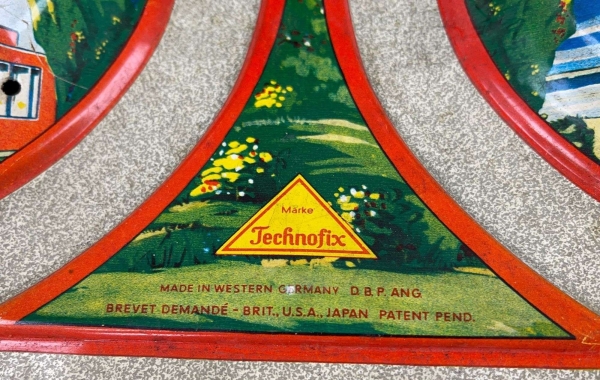 Marke
Technofix
MADE IN WESTERN GERMANY D.B.P. ANG
BREVET DEMANDÉ - BRIT., U.S.A., JAPAN PATENT PEND.